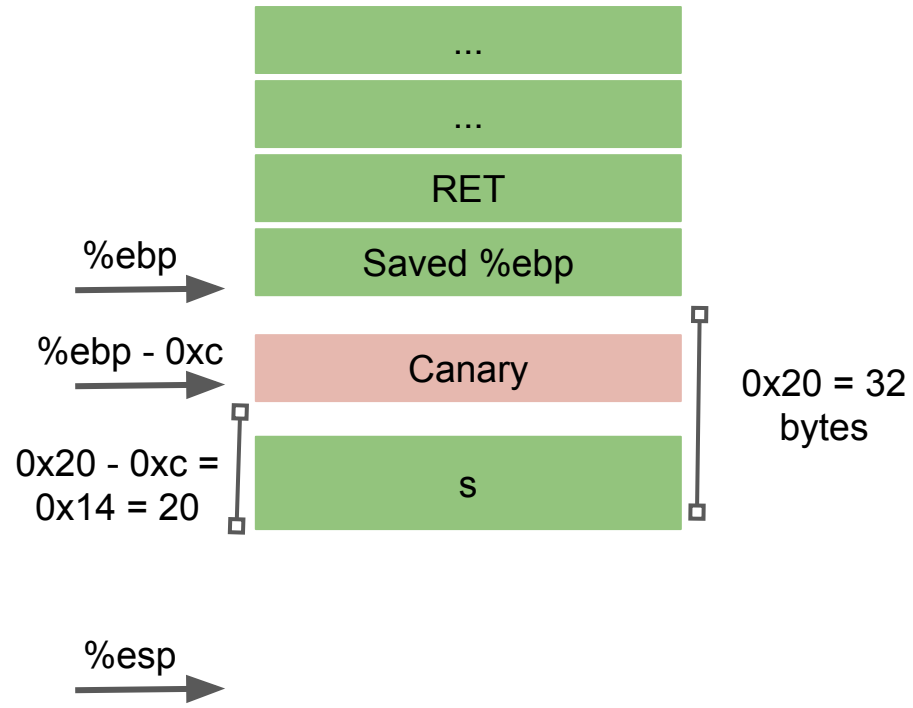 ...
...
RET
%ebp
Saved %ebp
%ebp - 0xc
Canary
0x20 = 32
bytes
0x20 - 0xc =
0x14 = 20
s
%esp